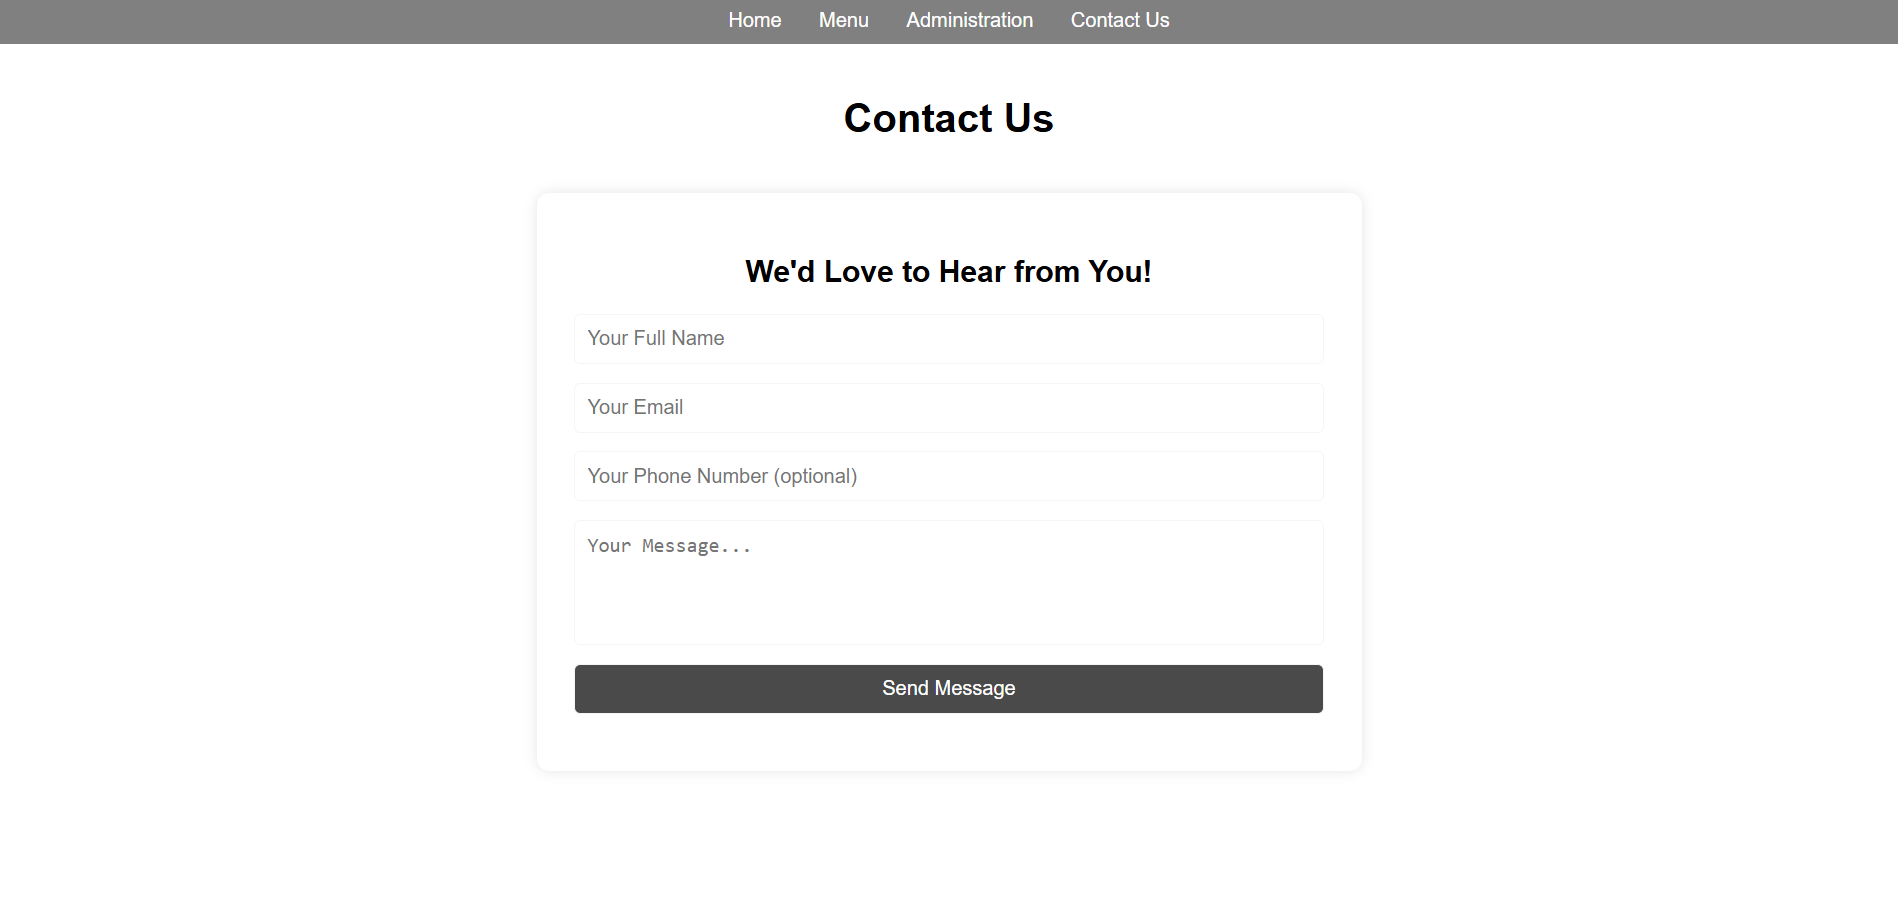 Home Menu Administration Contact Us
Contact Us
We'd Love to Hear from You!
Your Full Name
Your Email
Your Phone Number (optional)
Your Message...
Send Message